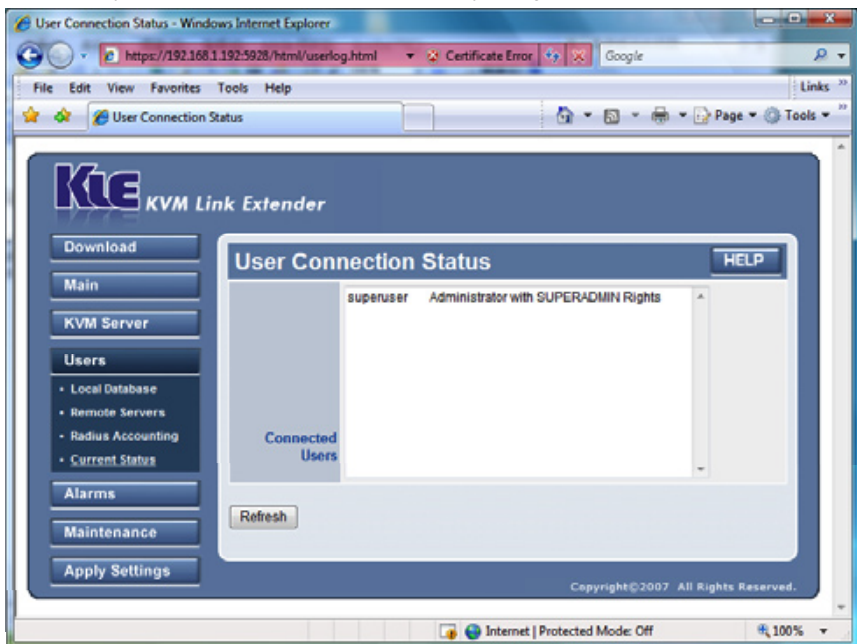 User Connection Status - Windows Internet Explorer
https://192.168.1.192:5928/html/userlog.html Certificate Error Google
File Edit View Favorites Tools Help Links
User Connection Status Page Tools
KLE KVM Link Extender
Download
Main
KVM Server
Users
Local Database
Remote Servers
Radius Accounting
Current Status
Alarms
Maintenance
Apply Settings
User Connection Status HELP
superuser Administrator with SUPERADMIN Rights
Connected
Users
Refresh
Copyright©2007 All Rights Reserved.
Internet | Protected Mode: Off 100%